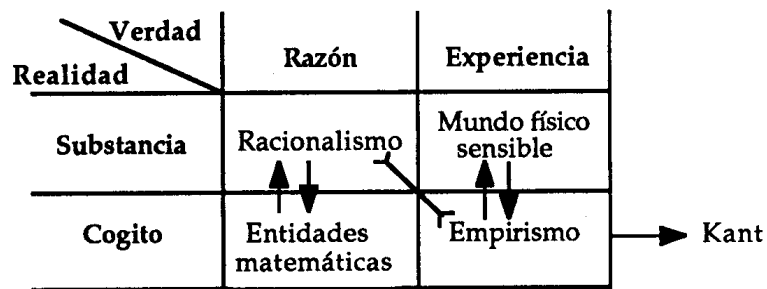 Verdad
Realidad
Razón
Experiencia
Substancia
Racionalismo
Mundo físico
sensible
Cogito
Entidades
matemáticas
Empirismo
Kant